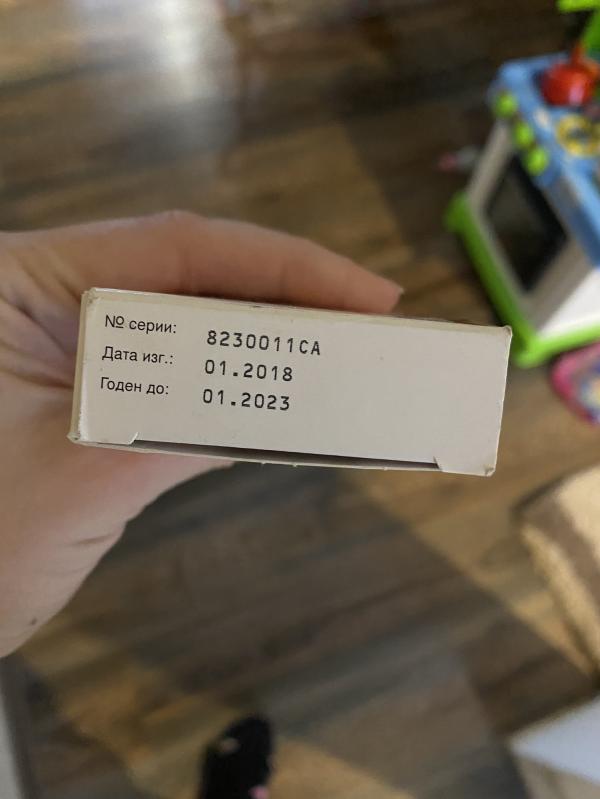 № серии: 8230011CA
Дата изг.: 01.2018
Годен до: 01.2023